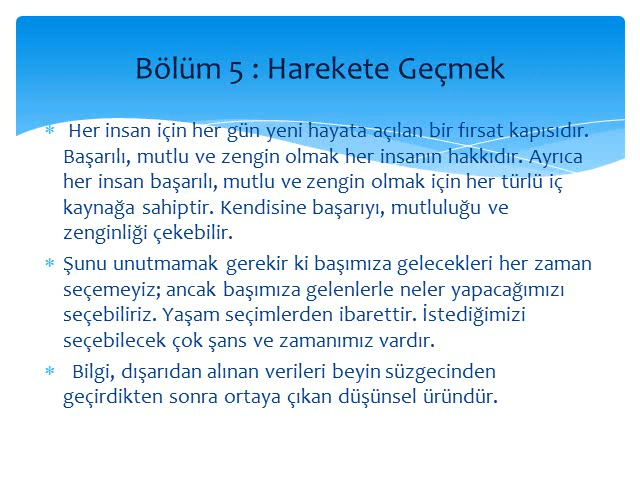 Bölüm 5 : Harekete Geçmek
Her insan için her gün yeni hayata açılan bir fırsat kapısıdır.
Başarılı, mutlu ve zengin olmak her insanın hakkıdır. Ayrıca
her insan başarılı, mutlu ve zengin olmak için her türlü iç
kaynağa sahiptir. Kendisine başarıyı, mutluluğu ve
zenginliği çekebilir.
Şunu unutmamak gerekir ki başımıza gelecekleri her zaman
seçemeyiz; ancak başımıza gelenlerle neler yapacağımızı
seçebiliriz. Yaşam seçimlerden ibarettir. İstediğimizi
seçebilecek çok şans ve zamanımız vardır.
Bilgi, dışarıdan alınan verileri beyin süzgecinden
geçirdikten sonra ortaya çıkan düşünsel üründür.